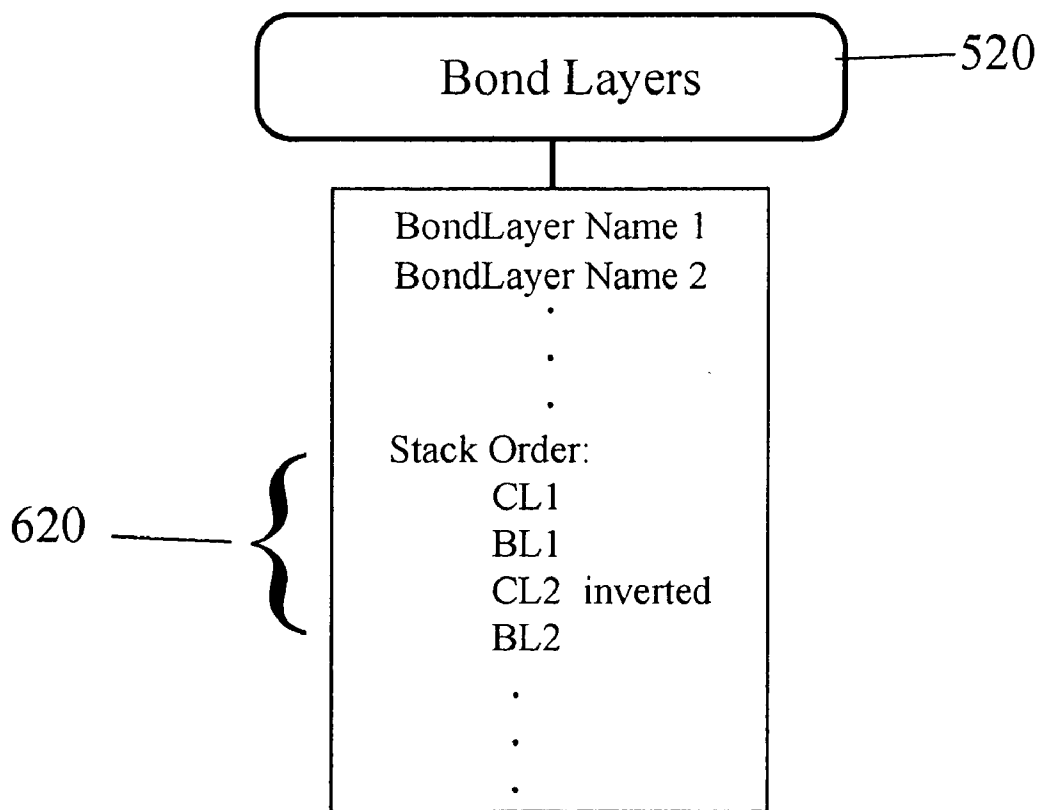 Bond Layers
520
BondLayer Name 1
BondLayer Name 2
.
.
.
Stack Order:
CL1
BL1
620
CL2 inverted
BL2
.
.
.